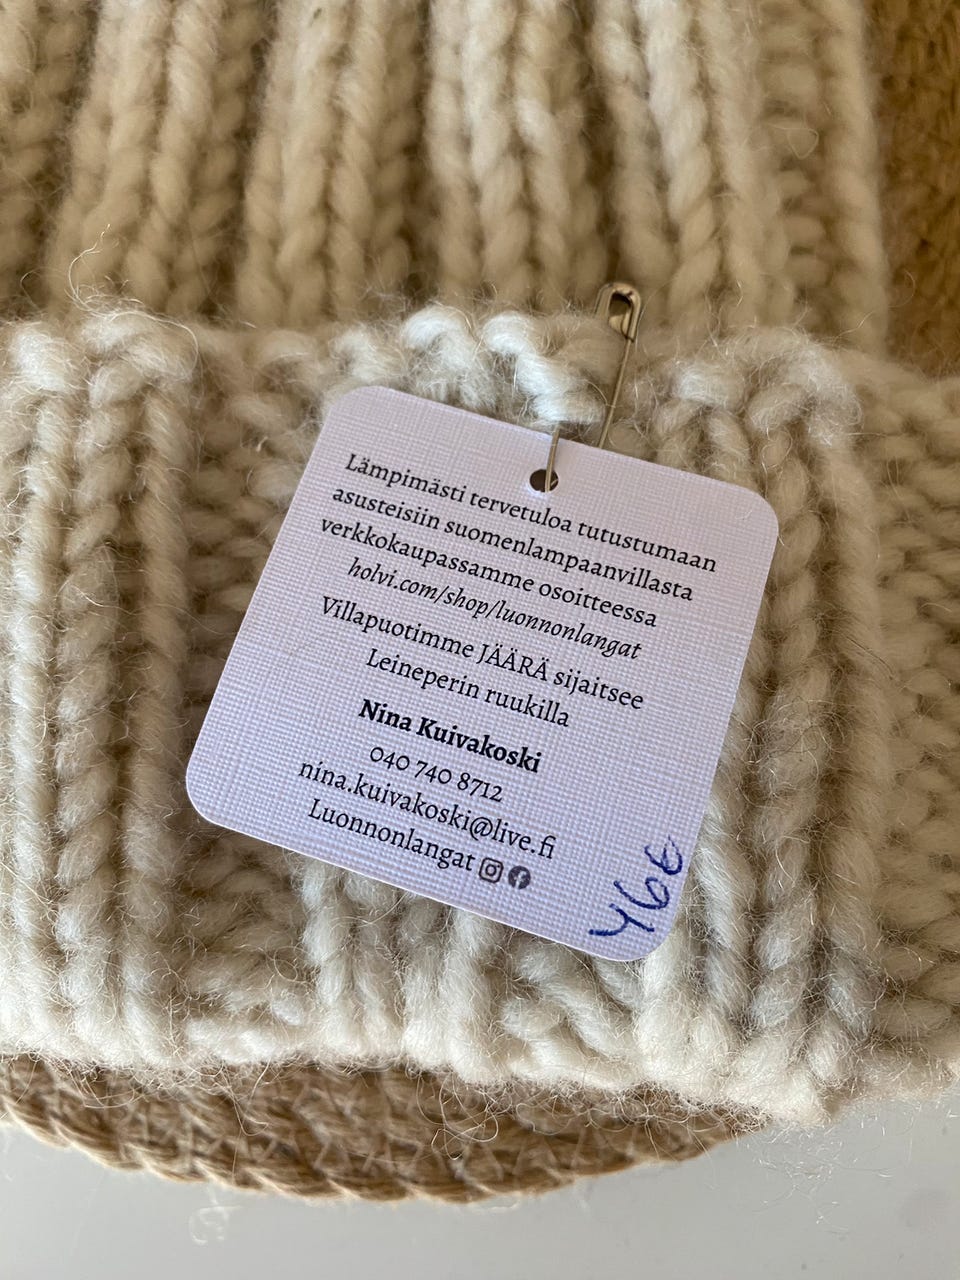 Lämpimästi tervetuloa tutustumaan
asusteisiin suomenlampaanvillasta
verkkokaupassamme osoitteessa
holvi.com/shop/luonnonlangat
Villapuotimme JÄÄRÄ sijaitsee
Leineperin ruukilla
Nina Kuivakoski
040 740 8712
nina.kuivakoski@live.fi
Luonnonlangat
46€